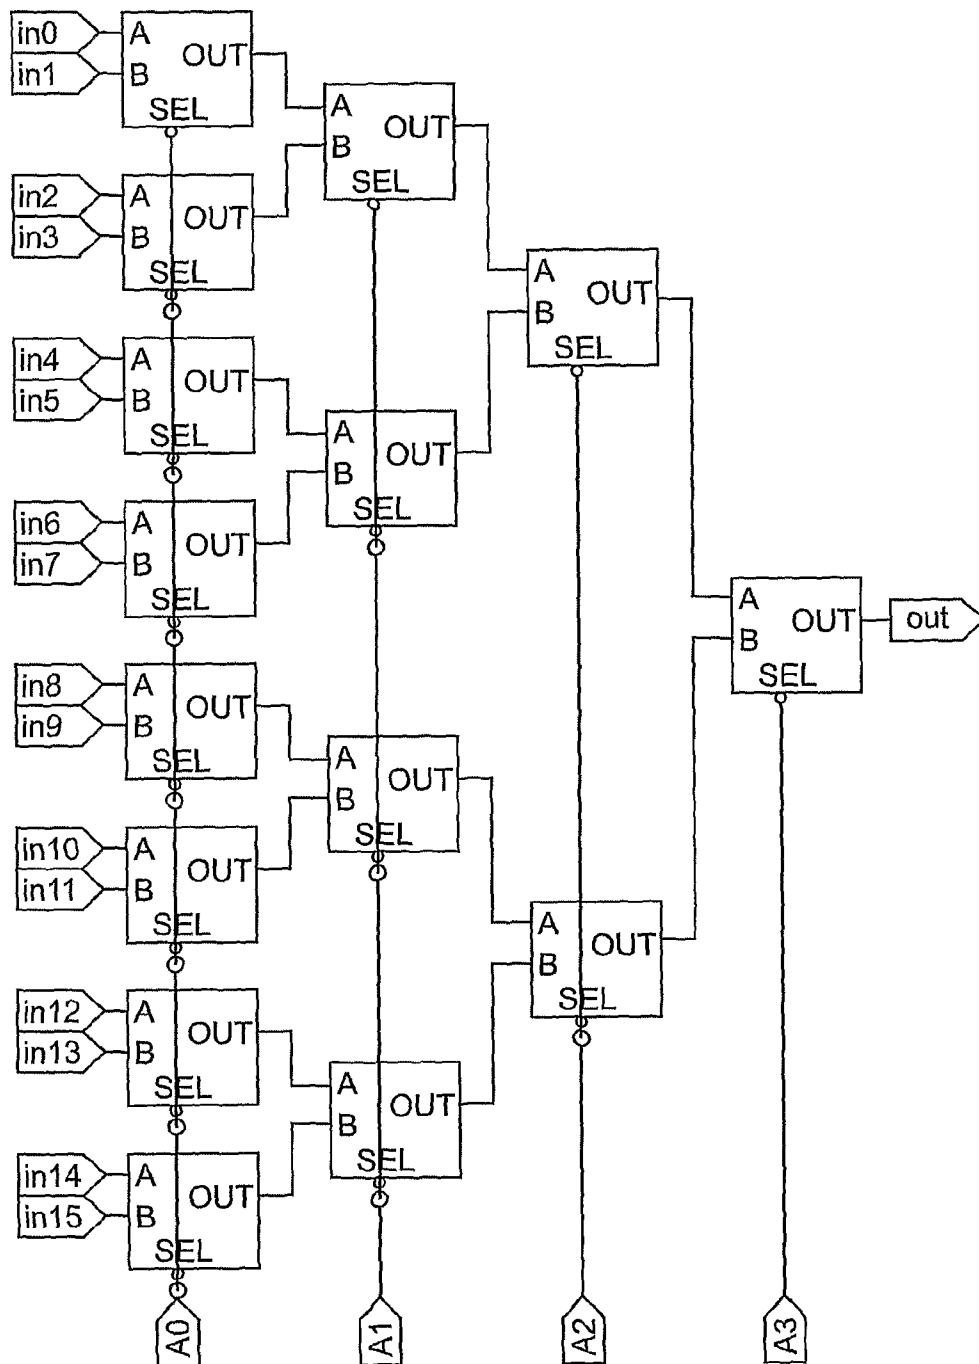 in0 A OUT
in1 B
SEL
A OUT
B
SEL
in2 A OUT
in3 B
SEL
A OUT
B
SEL
in4 A OUT
in5 B
SEL
A OUT
B
SEL
in6 A OUT
in7 B
SEL
A OUT out
B
SEL
in8 A OUT
in9 B
SEL
A OUT
B
SEL
in10 A OUT
in11 B
SEL
A OUT
B
SEL
in12 A OUT
in13 B
SEL
A OUT
B
SEL
in14 A OUT
in15 B
SEL
A0 A1 A2 A3